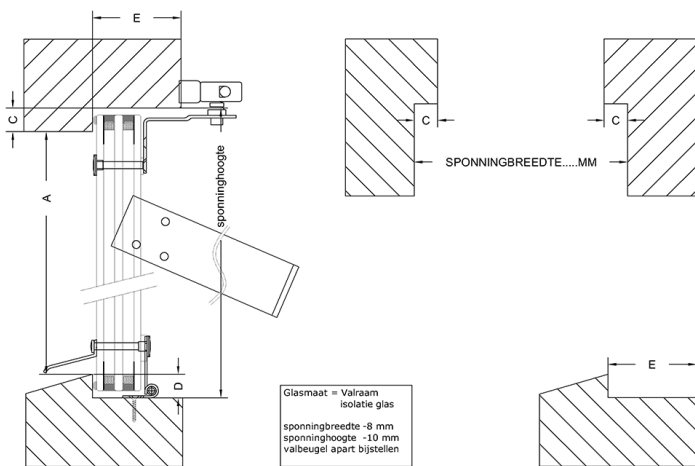 E
C
A
sponninghoogte
D
C
C
SPONNINGBREEDTE.....MM
E
Glasmaat = Valraam
isolatie glas
sponningbreedte -8 mm
sponninghoogte -10 mm
valbeugel apart bijstellen